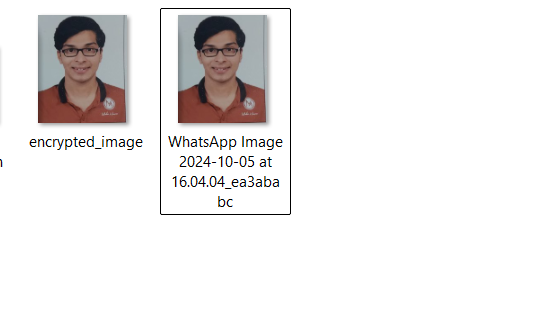 encrypted_image
WhatsApp Image
2024-10-05 at
16.04.04_ea3aba
bc